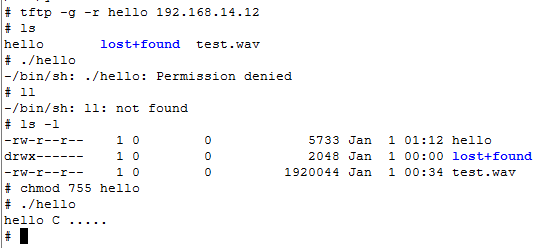 # tftp -g -r hello 192.168.14.12
# ls
hello lost+found test.wav
# ./hello
-/bin/sh: ./hello: Permission denied
# ll
-/bin/sh: ll: not found
# ls -l
-rw-r--r-- 1 0 0 5733 Jan 1 01:12 hello
drwx------ 1 0 0 2048 Jan 1 00:00 lost+found
-rw-r--r-- 1 0 0 1920044 Jan 1 00:34 test.wav
# chmod 755 hello
# ./hello
hello C .....
#